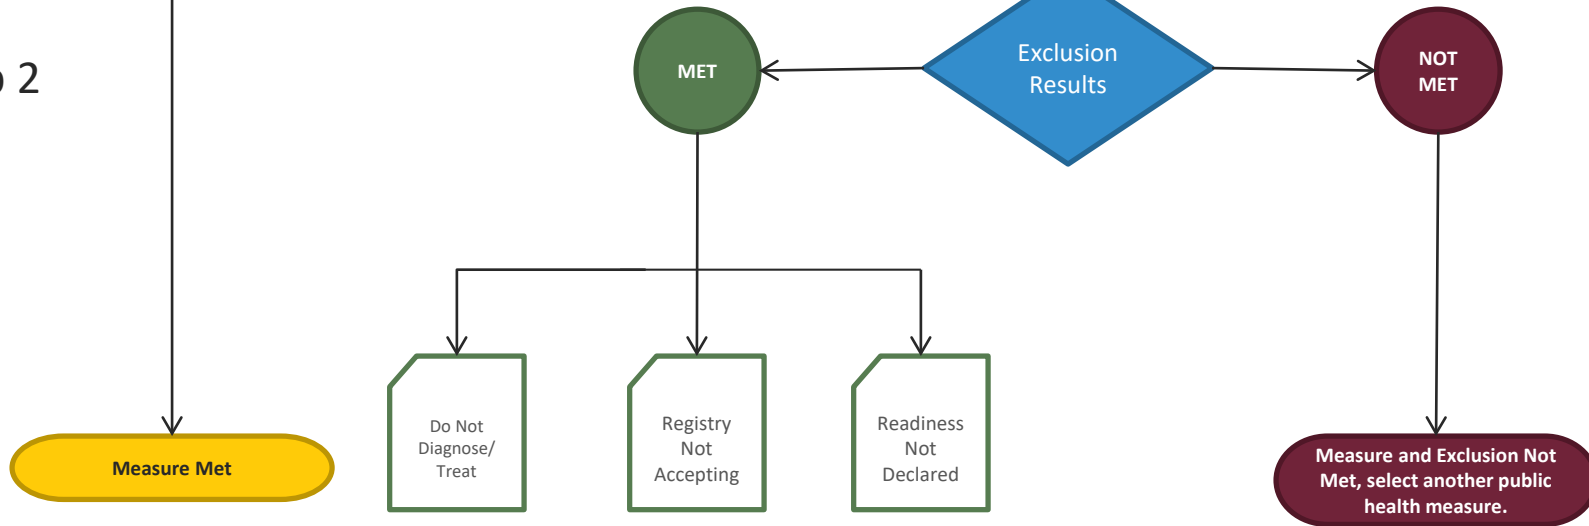 2
MET
Exclusion
Results
NOT
MET
Do Not
Diagnose/
Treat
Registry
Not
Accepting
Readiness
Not
Declared
Measure Met
Measure and Exclusion Not
Met, select another public
health measure.